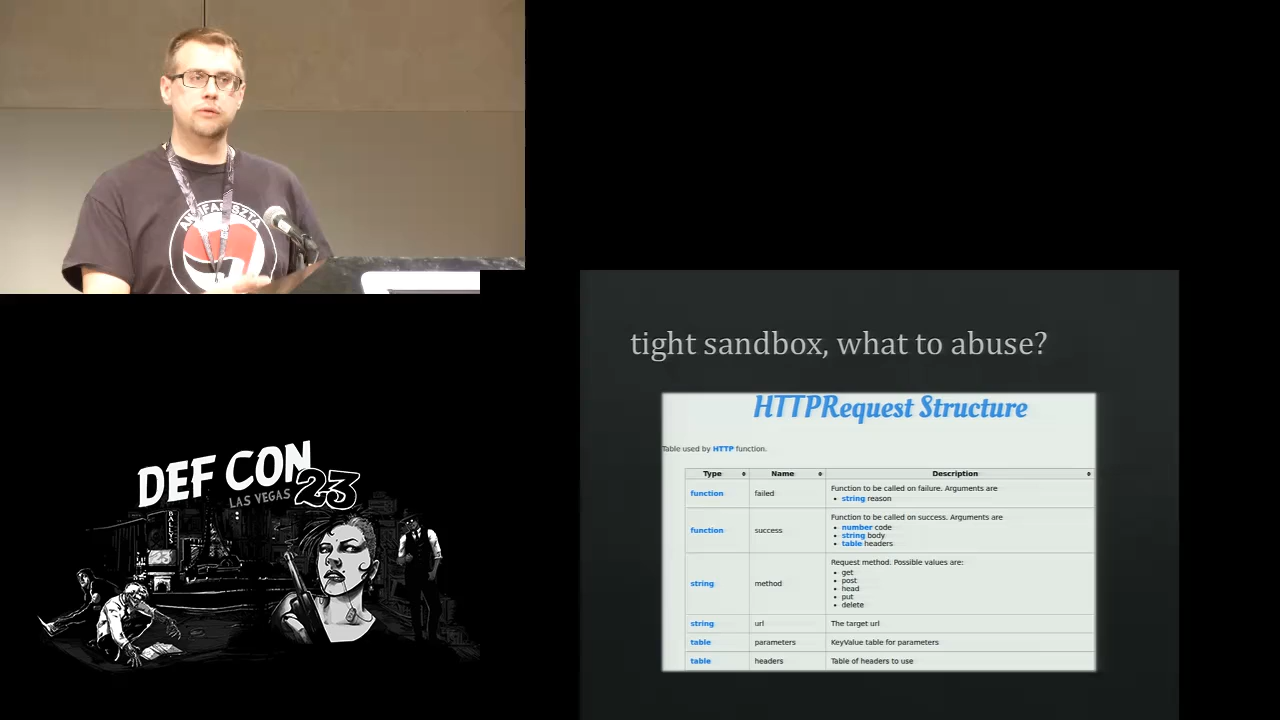 tight sandbox, what to abuse?
HTTPRequest Structure
Table used by HTTP function.
Type Name Description
function failed Function to be called on failure. Arguments are
• string reason
function success Function to be called on success. Arguments are
• number code
• string body
• table headers
string method Request method. Possible values are:
• get
• post
• head
• put
• delete
string url The target url
table parameters KeyValue table for parameters
table headers Table of headers to use
DEF CON
LAS VEGAS 23
BALLYS